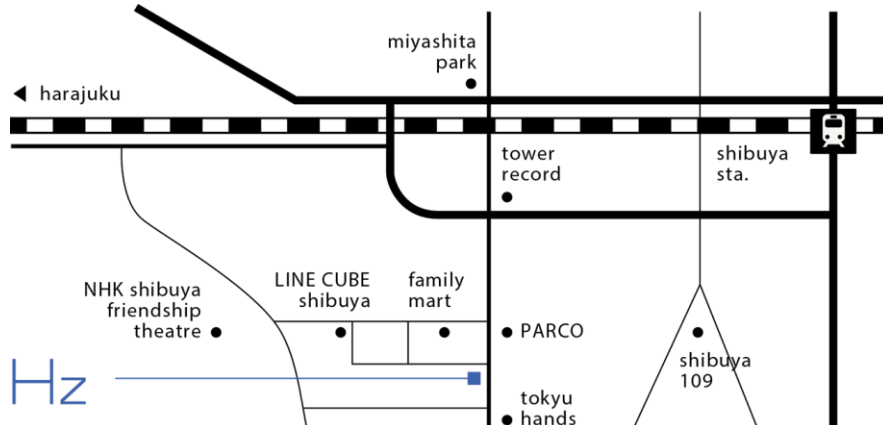 miyashita
park
harajuku
tower
record
shibuya
sta.
NHK shibuya
friendship
theatre
LINE CUBE
shibuya
family
mart
PARCO
shibuya
109
Hz
tokyu
hands